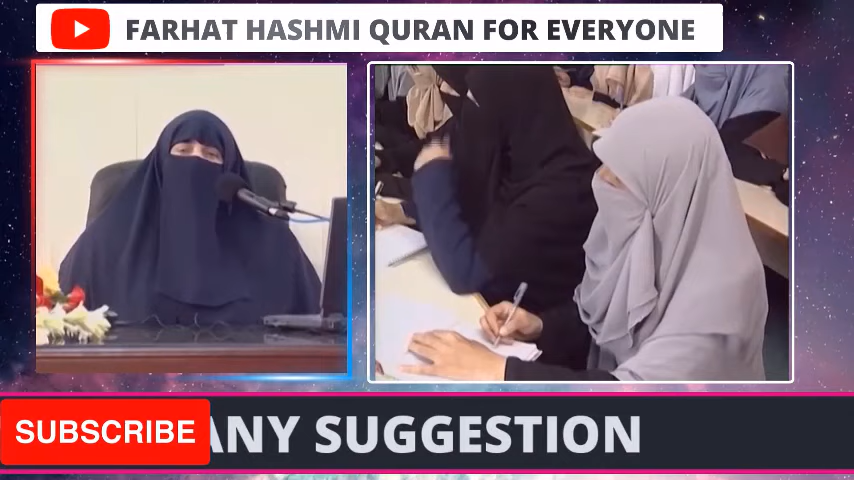 FARHAT HASHMI QURAN FOR EVERYONE
SUBSCRIBE
ANY SUGGESTION